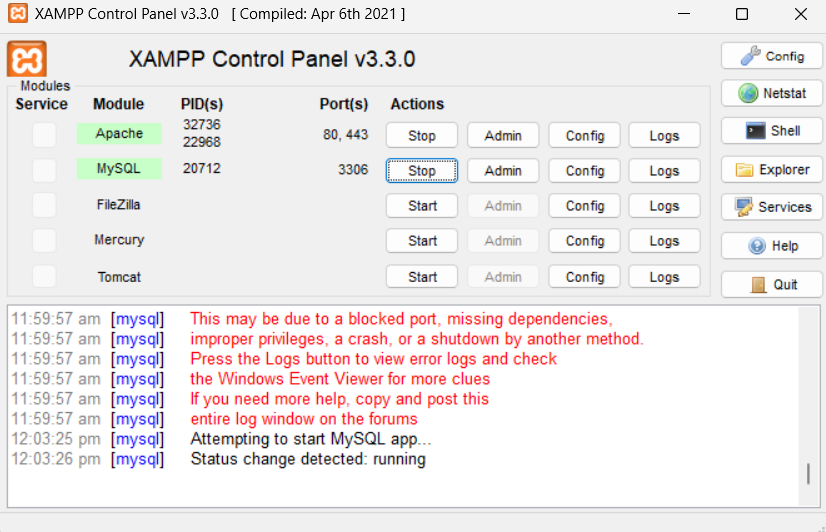 XAMPP Control Panel v3.3.0 [ Compiled: Apr 6th 2021 ]
XAMPP Control Panel v3.3.0
Modules
Service Module PID(s) Port(s) Actions
Apache 32736 22968 80, 443 Stop Admin Config Logs
MySQL 20712 3306 Stop Admin Config Logs
FileZilla Start Admin Config Logs
Mercury Start Admin Config Logs
Tomcat Start Admin Config Logs
Config
Netstat
Shell
Explorer
Services
Help
Quit
11:59:57 am [mysql] This may be due to a blocked port, missing dependencies,
11:59:57 am [mysql] improper privileges, a crash, or a shutdown by another method.
11:59:57 am [mysql] Press the Logs button to view error logs and check
11:59:57 am [mysql] the Windows Event Viewer for more clues
11:59:57 am [mysql] If you need more help, copy and post this
11:59:57 am [mysql] entire log window on the forums
12:03:25 pm [mysql] Attempting to start MySQL app...
12:03:26 pm [mysql] Status change detected: running